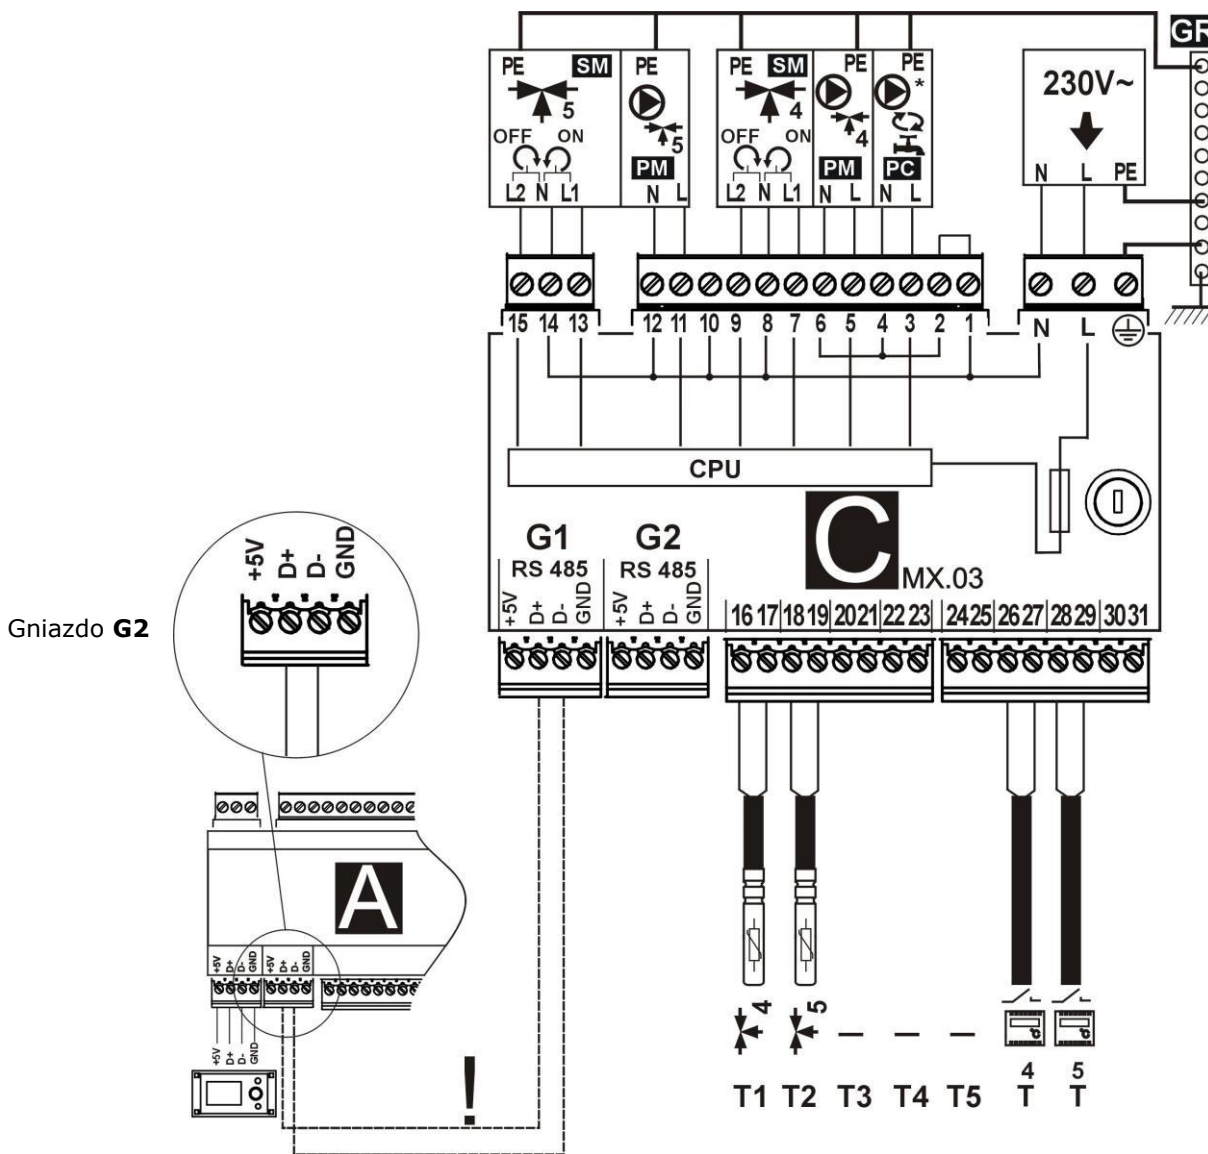 GR
PE SM PE PE SM PE PE
5 5 4 4 *
230V~
OFF ON OFF ON
PM PM PC
L2 N L1 N L L2 N L1 N L N L
N L PE
15 14 13 12 11 10 9 8 7 6 5 4 3 2 1 N L
CPU
C MX.03
G1 G2
RS 485 RS 485
+5V D+ D- GND +5V D+ D- GND
16 17 18 19 20 21 22 23 24 25 26 27 28 29 30 31
+5V D+ D- GND
Gniazdo G2
A
+5V D+ D- GND +5V D+ D- GND
+5V D+ D- GND
!
4 5
4 5
T1 T2 T3 T4 T5 T T